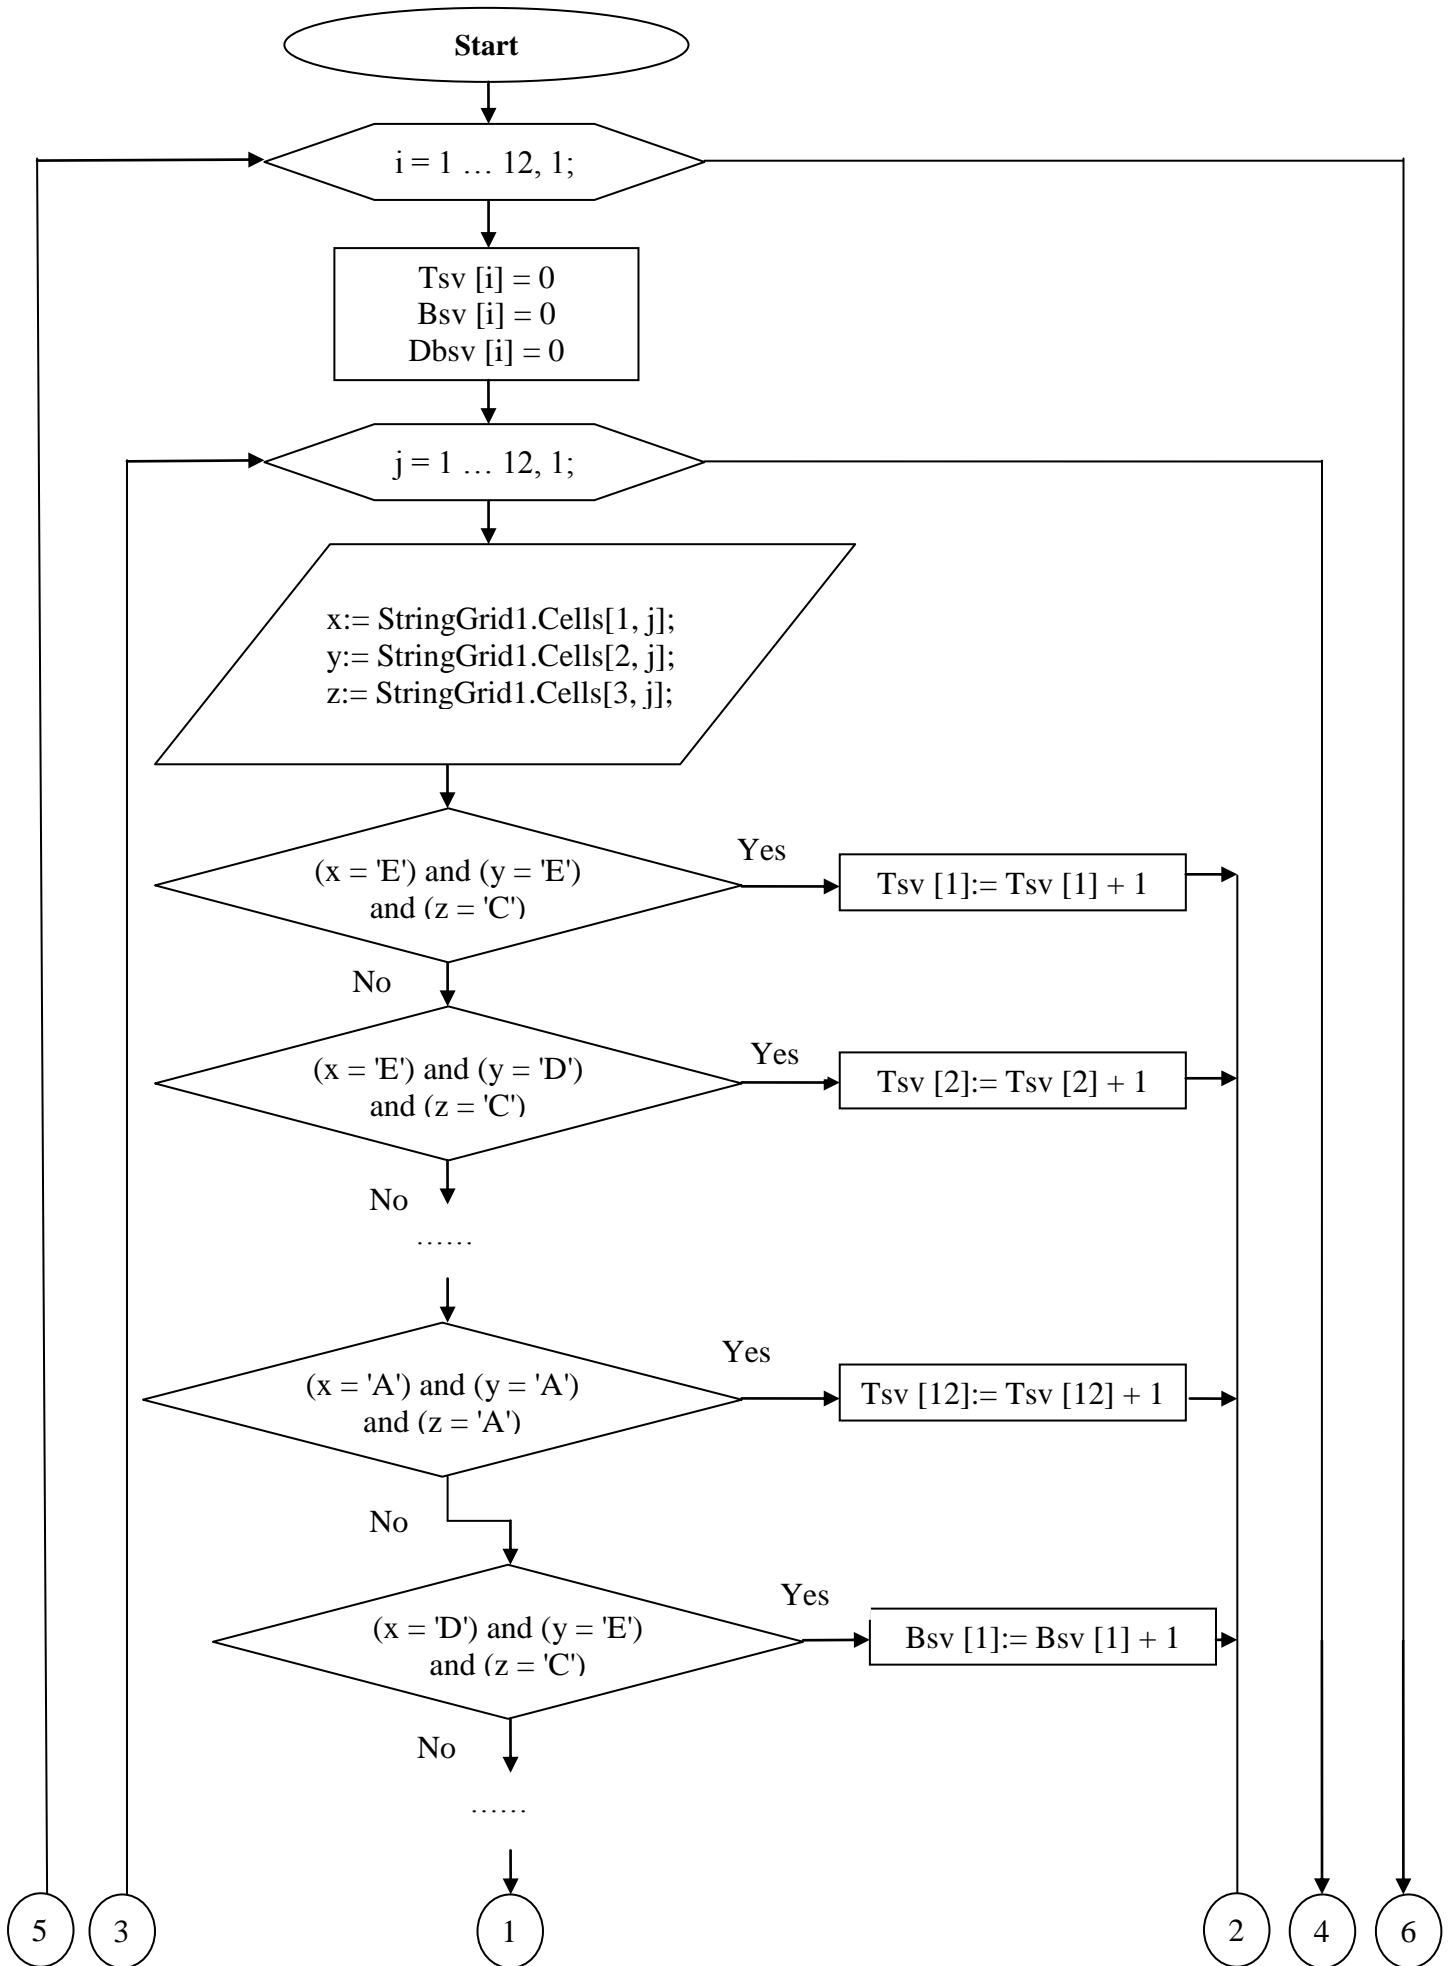 Start
i = 1 … 12, 1;
Tsv [i] = 0
Bsv [i] = 0
Dbsv [i] = 0
j = 1 … 12, 1;
x:= StringGrid1.Cells[1, j];
y:= StringGrid1.Cells[2, j];
z:= StringGrid1.Cells[3, j];
(x = 'E') and (y = 'E')
and (z = 'C')
Yes
Tsv [1]:= Tsv [1] + 1
No
(x = 'E') and (y = 'D')
and (z = 'C')
Yes
Tsv [2]:= Tsv [2] + 1
No
……
(x = 'A') and (y = 'A')
and (z = 'A')
Yes
Tsv [12]:= Tsv [12] + 1
No
(x = 'D') and (y = 'E')
and (z = 'C')
Yes
Bsv [1]:= Bsv [1] + 1
No
……
5
3
1
2
4
6